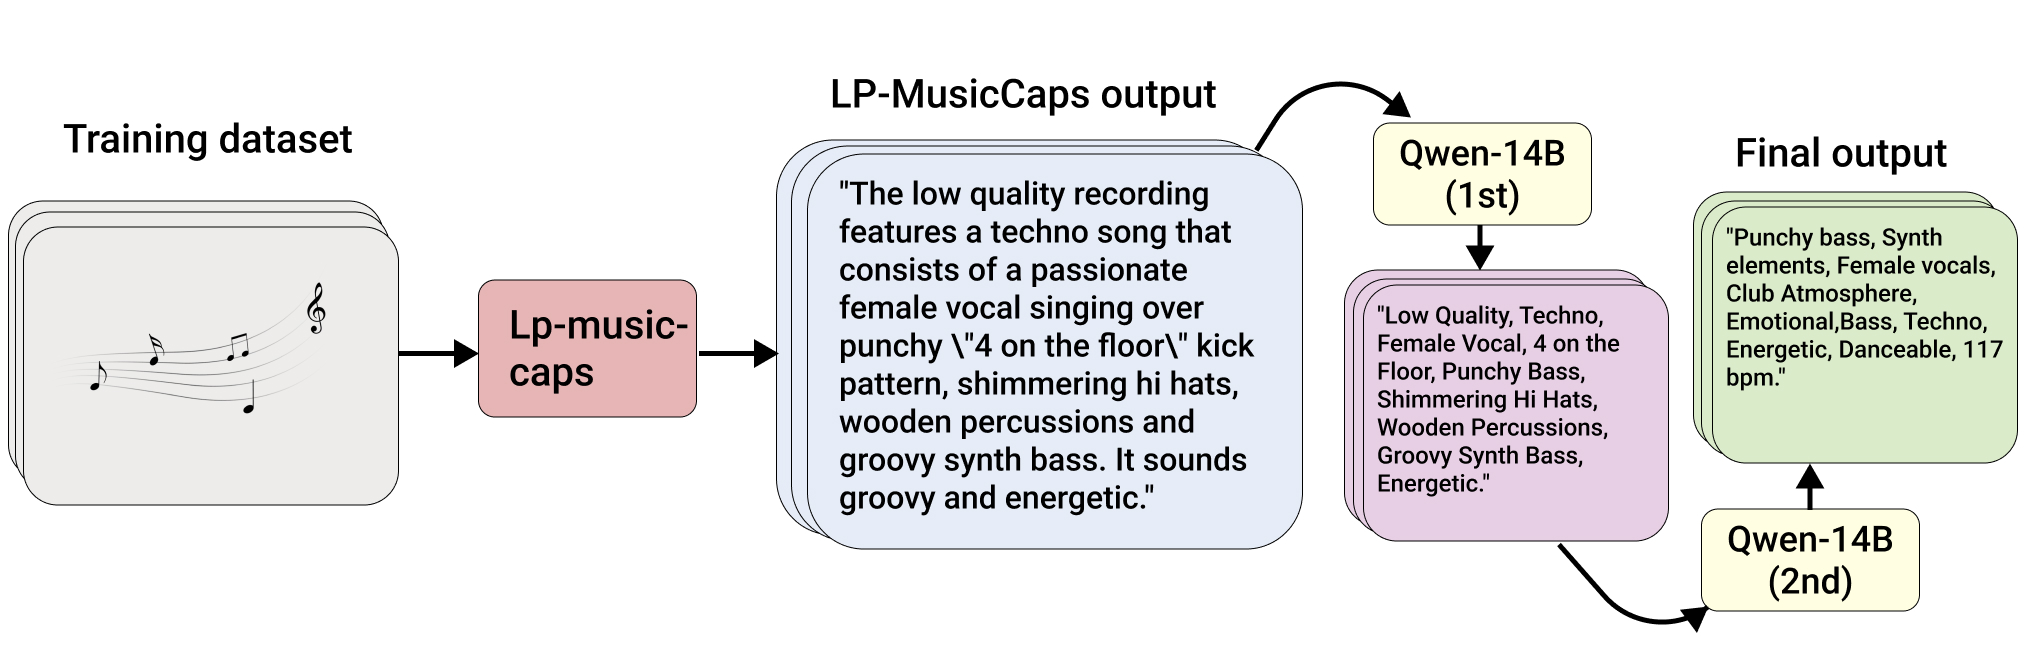 Training dataset
Lp-music-
caps
LP-MusicCaps output
"The low quality recording
features a techno song that
consists of a passionate
female vocal singing over
punchy \"4 on the floor\" kick
pattern, shimmering hi hats,
wooden percussions and
groovy synth bass. It sounds
groovy and energetic."
Qwen-14B
(1st)
"Low Quality, Techno,
Female Vocal, 4 on the
Floor, Punchy Bass,
Shimmering Hi Hats,
Wooden Percussions,
Groovy Synth Bass,
Energetic."
Qwen-14B
(2nd)
Final output
"Punchy bass, Synth
elements, Female vocals,
Club Atmosphere,
Emotional,Bass, Techno,
Energetic, Danceable, 117
bpm."